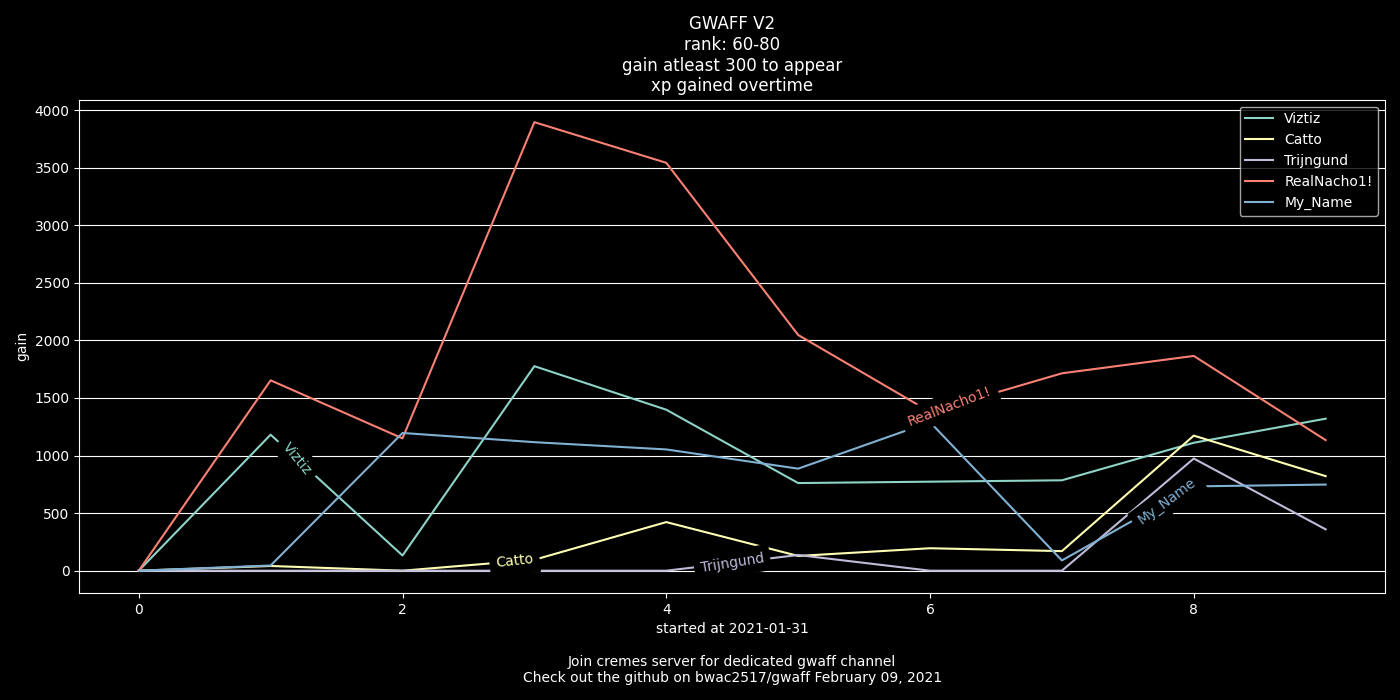 GWAFF V2
rank: 60-80
gain atleast 300 to appear
xp gained overtime
4000
3500
3000
2500
2000
1500
1000
500
0
gain
Viztiz
Catto
Trijngund
RealNacho1!
My_Name
Viztiz
Catto
Trijngund
RealNacho1!
My_Name
0
2
4
6
8
started at 2021-01-31
Join cremes server for dedicated gwaff channel
Check out the github on bwac2517/gwaff February 09, 2021